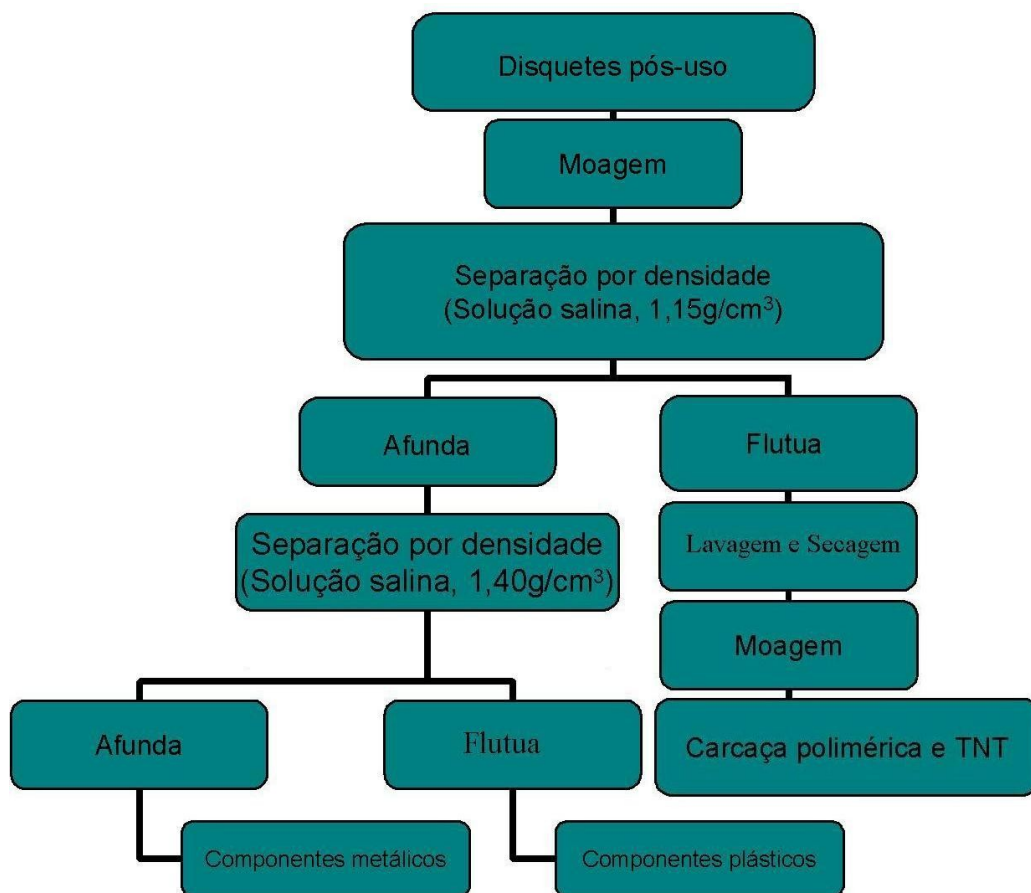 Disquetes pós-uso
Moagem
Separação por densidade
(Solução salina, 1,15g/cm³)
Afunda
Flutua
Separação por densidade
(Solução salina, 1,40g/cm³)
Lavagem e Secagem
Moagem
Afunda
Flutua
Carcaça polimérica e TNT
Componentes metálicos
Componentes plásticos